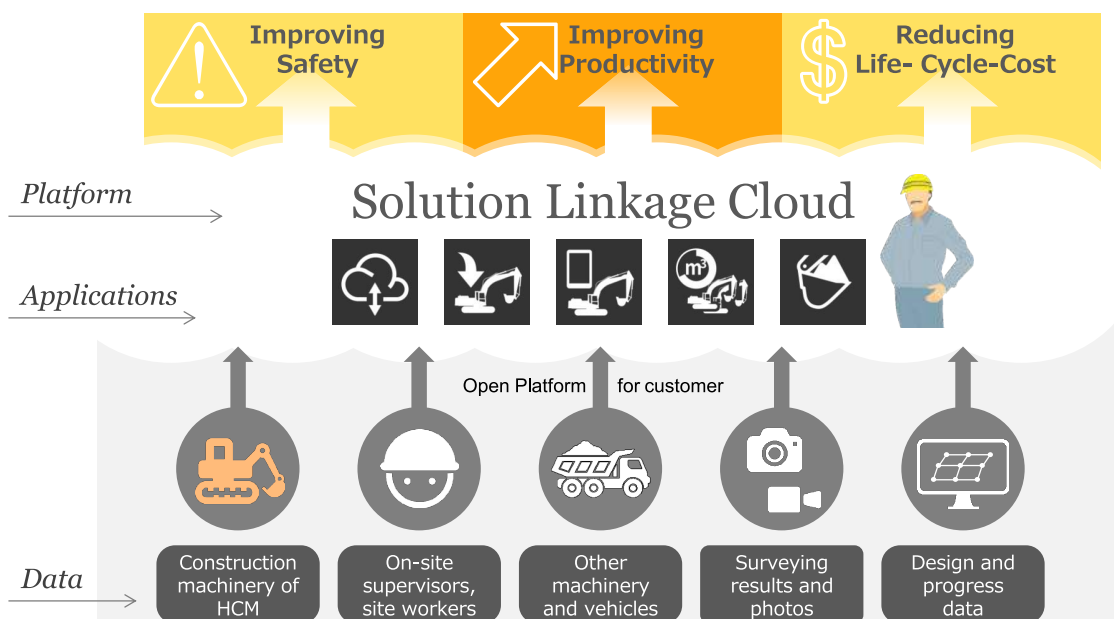 Improving
Safety
Improving
Productivity
Reducing
Life- Cycle-Cost
Platform
Solution Linkage Cloud
Applications
m³
Open Platform for customer
Data
Construction
machinery of
HCM
On-site
supervisors,
site workers
Other
machinery
and vehicles
Surveying
results and
photos
Design and
progress
data